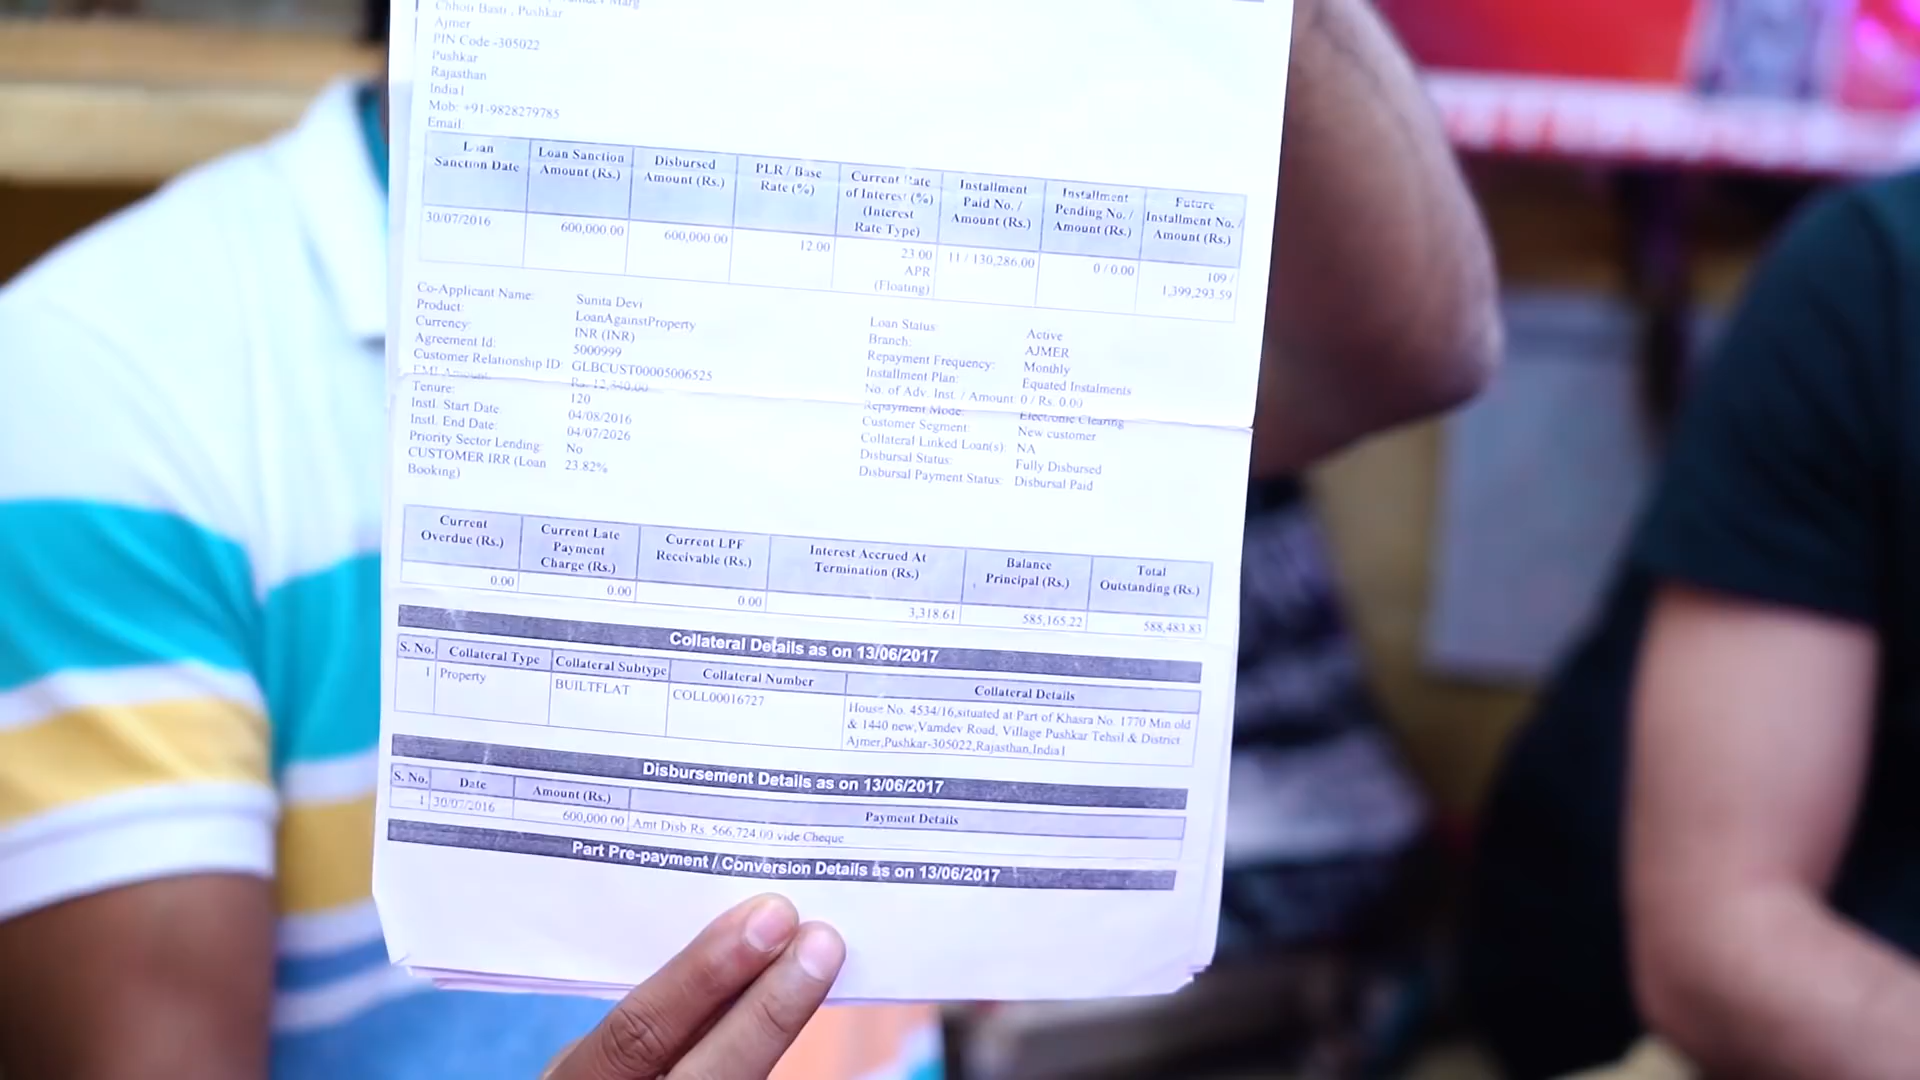 Chhoti Basti , Pushkar
Ajmer
PIN Code -305022
Pushkar
Rajasthan
India1
Mob: +91-9828279785
Email:
Loan Sanction Date
Loan Sanction Amount (Rs.)
Disbursed Amount (Rs.)
PLR / Base Rate (%)
Current Rate of Interest (%) (Interest Rate Type)
Installment Paid No. / Amount (Rs.)
Installment Pending No. / Amount (Rs.)
Future Installment No. / Amount (Rs.)
30/07/2016
600,000.00
600,000.00
12.00
23.00 APR (Floating)
11 / 130,286.00
0 / 0.00
109 / 1,399,293.59
Co-Applicant Name: Sunita Devi
Product: LoanAgainstProperty
Currency: INR (INR)
Agreement Id: 5000999
Customer Relationship ID: GLBCUST00005006525
EMI Amount: Rs. 12,840.00
Tenure: 120
Instl. Start Date 04/08/2016
Instl. End Date: 04/07/2026
Priority Sector Lending: No
CUSTOMER IRR (Loan Booking) 23.82%
Loan Status: Active
Branch: AJMER
Repayment Frequency: Monthly
Installment Plan: Equated Instalments
No. of Adv. Inst. / Amount 0 / Rs. 0.00
Repayment Mode: Electronic Clearing
Customer Segment: New customer
Collateral Linked Loan(s): NA
Disbursal Status: Fully Disbursed
Disbursal Payment Status: Disbursal Paid
Current Overdue (Rs.)
Current Late Payment Charge (Rs.)
Current LPF Receivable (Rs.)
Interest Accrued At Termination (Rs.)
Balance Principal (Rs.)
Total Outstanding (Rs.)
0.00
0.00
0.00
3,318.61
585,165.22
588,483.83
Collateral Details as on 13/06/2017
S. No. Collateral Type Collateral Subtype Collateral Number Collateral Details
1 Property BUILTFLAT COLL00016727
House No. 4534/16,situated at Part of Khasra No. 1770 Min old
& 1440 new,Vamdev Road, Village Pushkar Tehsil & District
Ajmer,Pushkar-305022,Rajasthan,India1
Disbursement Details as on 13/06/2017
S. No. Date Amount (Rs.) Payment Details
1 30/07/2016 600,000.00 Amt Disb Rs. 566,724.00 vide Cheque
Part Pre-payment / Conversion Details as on 13/06/2017